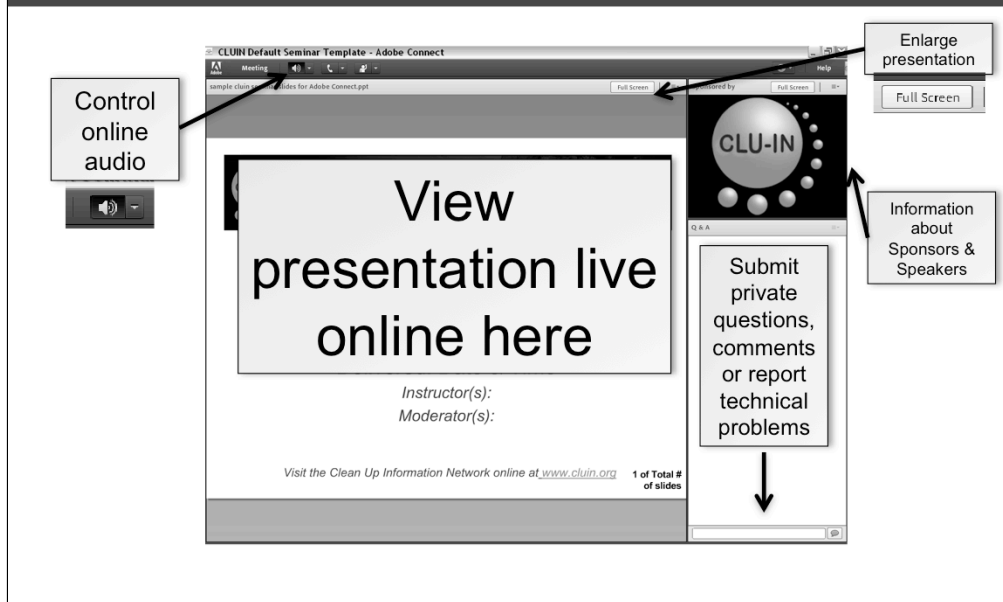 CLUIN Default Seminar Template - Adobe Connect
Adobe
Meeting
Help
sample cluin slides for Adobe Connect.ppt
Full Screen
sponsored by
Full Screen
Enlarge
presentation
Full Screen
Control
online
audio
CLU-IN
View
presentation live
online here
Information
about
Sponsors &
Speakers
Q & A
Submit
private
questions,
comments
or report
technical
problems
Instructor(s):
Moderator(s):
Visit the Clean Up Information Network online at www.cluin.org
1 of Total #
of slides